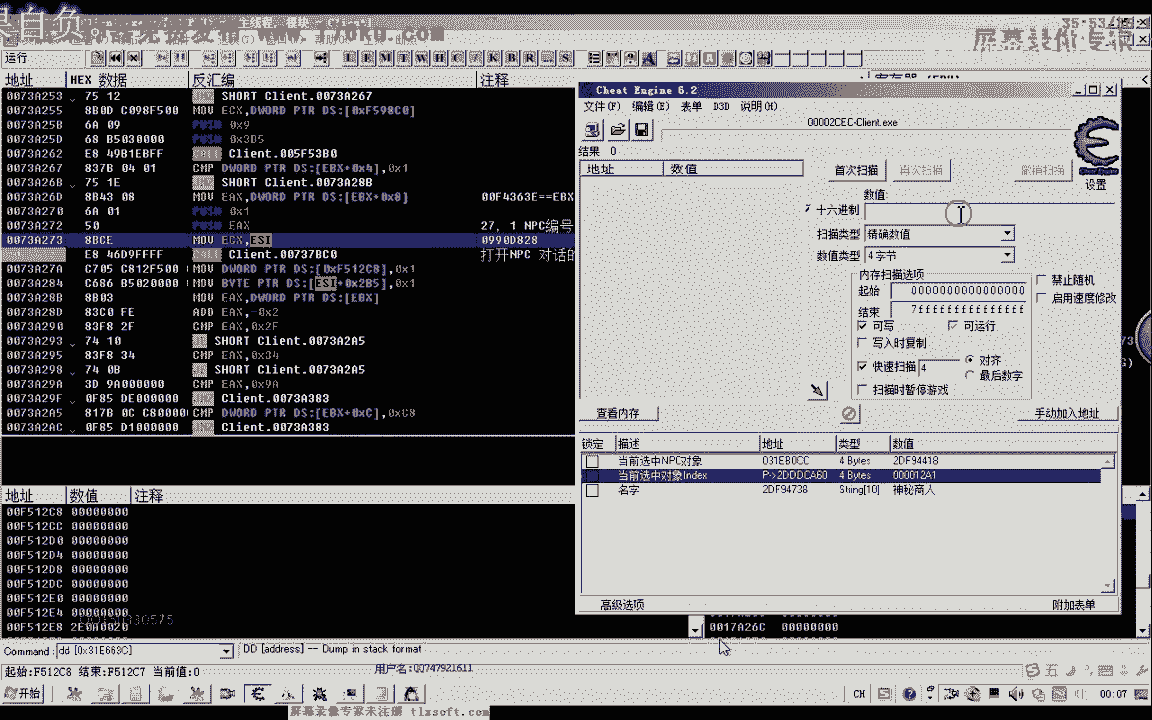 果自负。
www.17oku.com
35:53/
运行
L E M T W H C / K B R ... S
地址 HEX 数据 反汇编 注释
0073A253 75 12 SHORT Client.0073A267
0073A255 8B0D C098F500 MOV ECX,DWORD PTR DS:[0xF598C0]
0073A25B 6A 09 PUSH 0x9
0073A25D 68 B5030000 PUSH 0x3D5
0073A262 E8 49B1EBFF CALL Client.005F53B0
0073A267 837B 04 01 CMP DWORD PTR DS:[EBX+0x4],0x1
0073A26B 75 1E SHORT Client.0073A28B
0073A26D 8B43 08 MOV EAX,DWORD PTR DS:[EBX+0x8] 00F4363E==EBX
0073A270 6A 01 PUSH 0x1
0073A272 50 PUSH EAX 27, 1 NPC编号
0073A273 8BCE MOV ECX,ESI 0990D828
E8 46D9FFFF CALL Client.00737BC0 打开NPC 对话的
0073A27A C705 C812F500 MOV DWORD PTR DS:[0xF512C8],0x1
0073A284 C686 B5020000 MOV BYTE PTR DS:[ESI+0x2B5],0x1
0073A28B 8B03 MOV EAX,DWORD PTR DS:[EBX]
0073A28D 83C0 FE ADD EAX,-0x2
0073A290 83F8 2F CMP EAX,0x2F
0073A293 74 10 SHORT Client.0073A2A5
0073A295 83F8 34 CMP EAX,0x34
0073A298 74 0B SHORT Client.0073A2A5
0073A29A 3D 9A000000 CMP EAX,0x9A
0073A29F 0F85 DE000000 Client.0073A383
0073A2A5 817B 0C C80000 CMP DWORD PTR DS:[EBX+0xC],0xC8
0073A2AC 0F85 D1000000 Client.0073A383
Cheat Engine 6.2
文件(F) 编辑(E) 表单 D3D 说明(H)
00002CEC-Client.exe
结果 0
地址 数值
首次扫描 再次扫描 撤消扫描
设置
数值:
十六进制
扫描类型 精确数值
数值类型 4 字节
内存扫描选项
起始 0000000000000000
结束 7fffffffffffffff
可写 可运行
写入时复制
快速扫描 4 对齐
最后数字
扫描时暂停游戏
禁止随机
启用速度修改
查看内存 手动加入地址
锁定 描述 地址 类型 数值
当前选中NPC对象 031EB0CC 4 Bytes 2DF94418
当前选中对象Index P->2DDDCA60 4 Bytes 000012A1
名字 2DF94738 String[10] 神秘商人
高级选项 附加表单
地址 数值 注释
00F512C8 00000000
00F512CC 00000000
00F512D0 00000000
00F512D4 00000000
00F512D8 00000000
00F512DC 00000000
00F512E0 00000000
00F512E4 00000000
00F512E8 2E0A0020
0017A26C 00000000
Command: dd [0x31E663C] DD [address] -- Dump in stack format
起始:F512C8 结束:F512C7 当前值:0
用户名:
开始
CH
00:07
屏幕录像专家未注册 tlxsoft.com